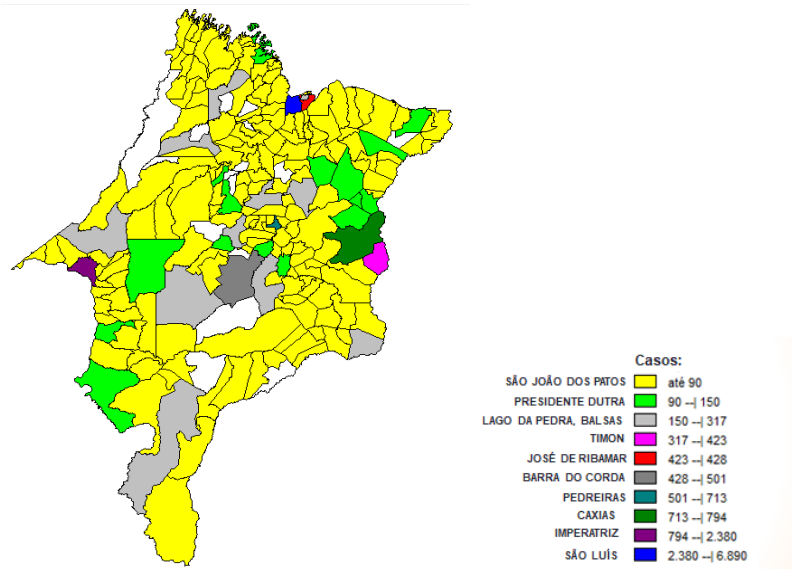 Casos:
SÃO JOÃO DOS PATOS até 90
PRESIDENTE DUTRA 90 --| 150
LAGO DA PEDRA, BALSAS 150 --| 317
TIMON 317 --| 423
JOSÉ DE RIBAMAR 423 --| 428
BARRA DO CORDA 428 --| 501
PEDREIRAS 501 --| 713
CAXIAS 713 --| 794
IMPERATRIZ 794 --| 2.380
SÃO LUÍS 2.380 --| 6.890